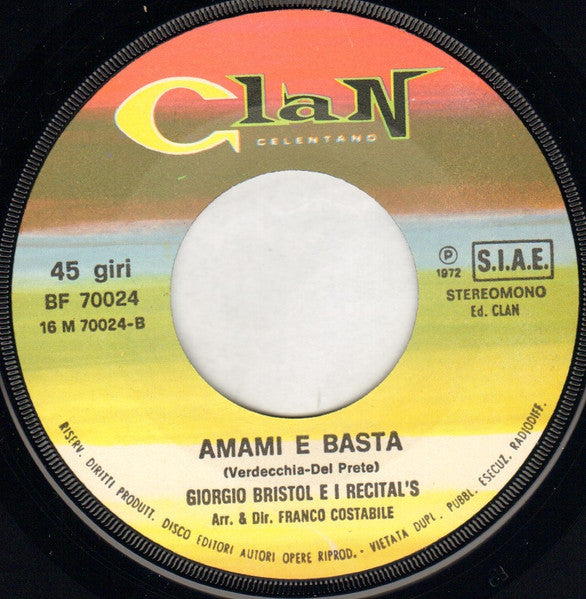 Clan
CELENTANO
45 giri
BF 70024
16 M 70024-B
Ⓟ
1972
S.I.A.E.
STEREOMONO
Ed. CLAN
AMAMI E BASTA
(Verdecchia-Del Prete)
GIORGIO BRISTOL E I RECITAL'S
Arr. & Dir. FRANCO COSTABILE
RISERV. DIRITTI PRODUTT. DISCO EDITORI AUTORI OPERE RIPROD. - VIETATA DUPL. PUBBL. ESECUZ. RADIODIFF.